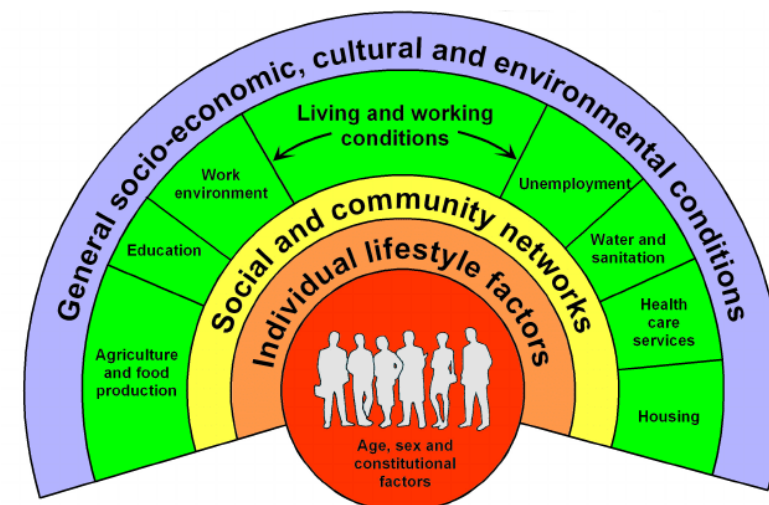 General socio-economic, cultural and environmental conditions
Living and working
conditions
Agriculture
and food
production
Education
Work
environment
Unemployment
Water and
sanitation
Health
care
services
Housing
Social and community networks
Individual lifestyle factors
Age, sex and
constitutional
factors